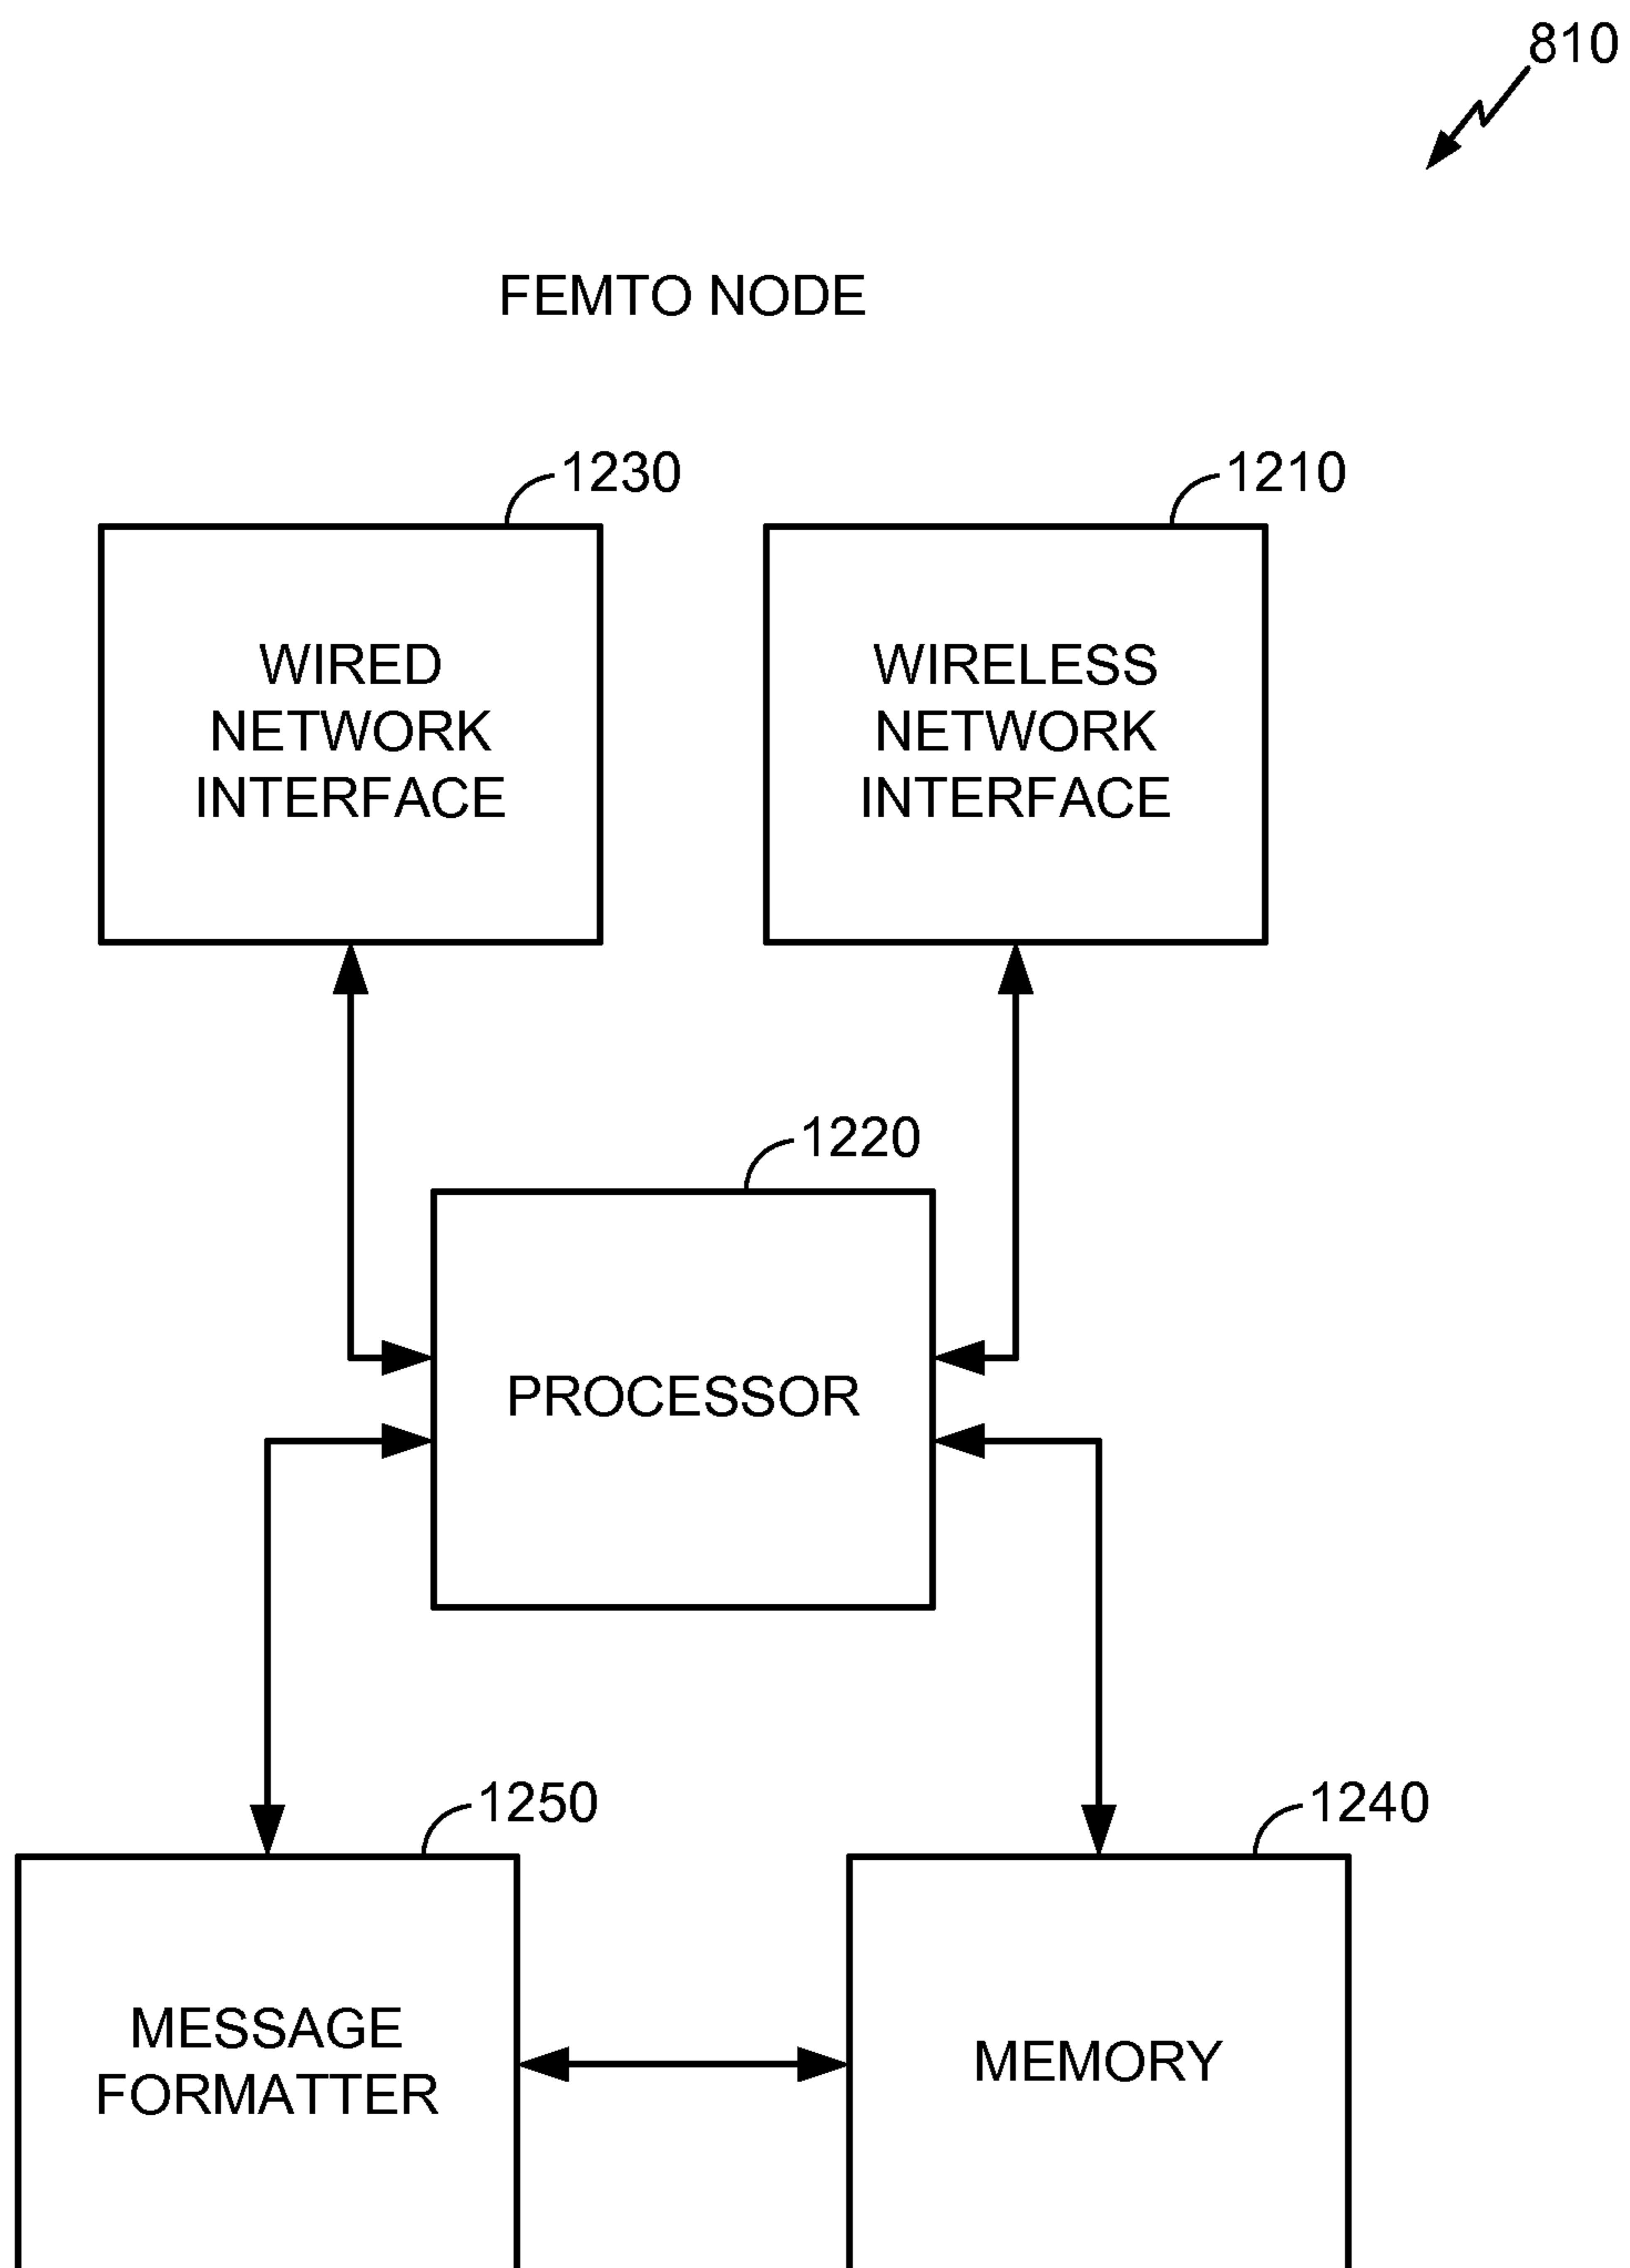 810
FEMTO NODE
1230
1210
WIRED
NETWORK
INTERFACE
WIRELESS
NETWORK
INTERFACE
1220
PROCESSOR
1250
1240
MESSAGE
FORMATTER
MEMORY